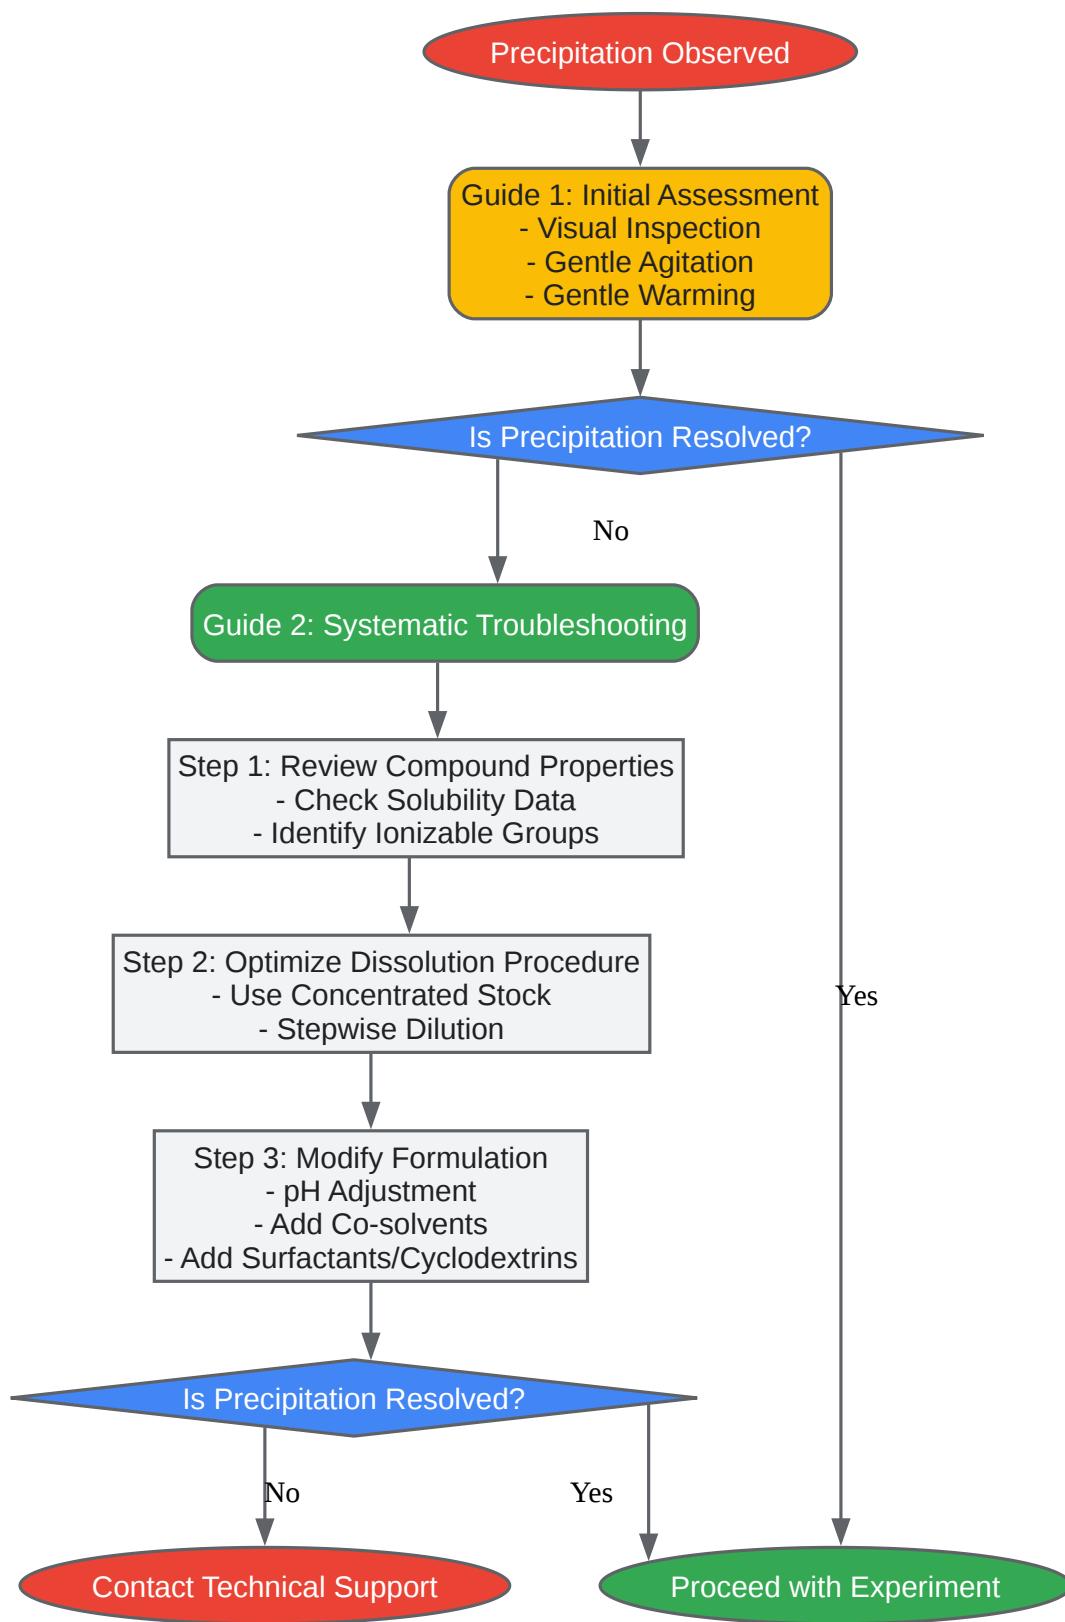 Precipitation Observed
Guide 1: Initial Assessment
- Visual Inspection
- Gentle Agitation
- Gentle Warming
Is Precipitation Resolved?
No
Guide 2: Systematic Troubleshooting
Step 1: Review Compound Properties
- Check Solubility Data
- Identify Ionizable Groups
Step 2: Optimize Dissolution Procedure
- Use Concentrated Stock
- Stepwise Dilution
Yes
Step 3: Modify Formulation
- pH Adjustment
- Add Co-solvents
- Add Surfactants/Cyclodextrins
Is Precipitation Resolved?
No
Yes
Contact Technical Support
Proceed with Experiment